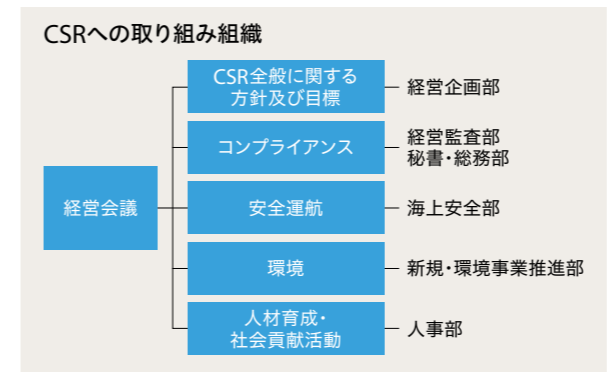 CSRへの取り組み組織
経営会議
CSR全般に関する
方針及び目標
経営企画部
コンプライアンス
経営監査部
秘書・総務部
安全運航
海上安全部
環境
新規・環境事業推進部
人材育成・
社会貢献活動
人事部